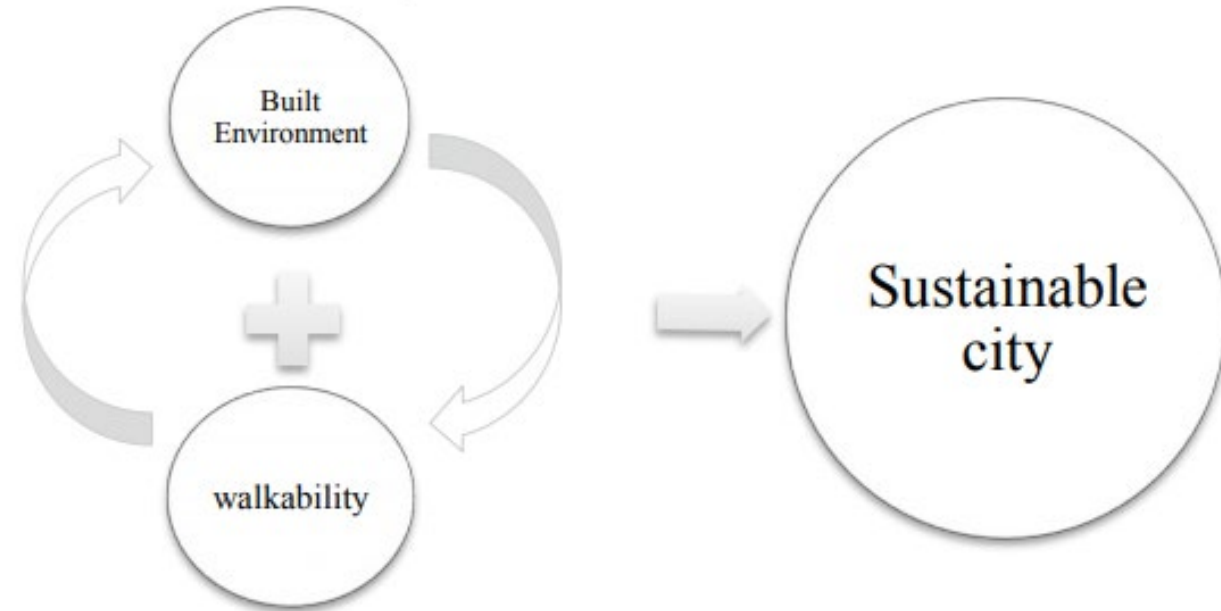 Built
Environment
walkability
Sustainable
city